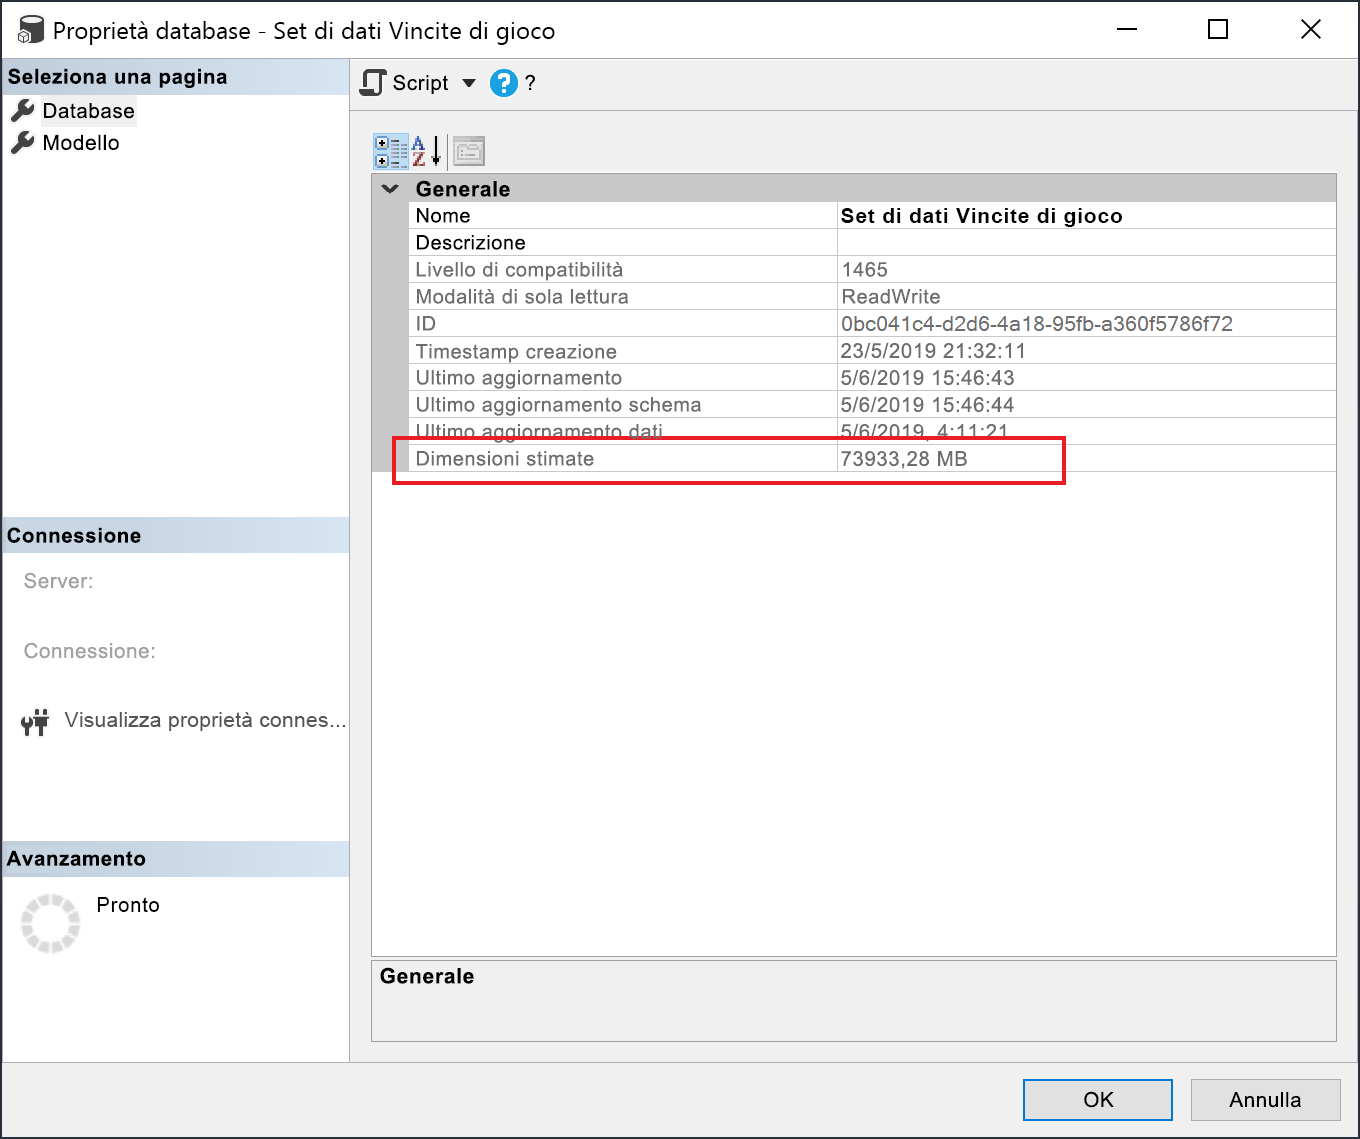 Proprietà database - Set di dati Vincite di gioco
Seleziona una pagina
Database
Modello
Script
?
Generale
Nome Set di dati Vincite di gioco
Descrizione
Livello di compatibilità 1465
Modalità di sola lettura ReadWrite
ID 0bc041c4-d2d6-4a18-95fb-a360f5786f72
Timestamp creazione 23/5/2019 21:32:11
Ultimo aggiornamento 5/6/2019 15:46:43
Ultimo aggiornamento schema 5/6/2019 15:46:44
Ultimo aggiornamento dati 5/6/2019, 4:11:21
Dimensioni stimate 73933,28 MB
Connessione
Server:
Connessione:
Visualizza proprietà connes...
Avanzamento
Pronto
Generale
OK
Annulla